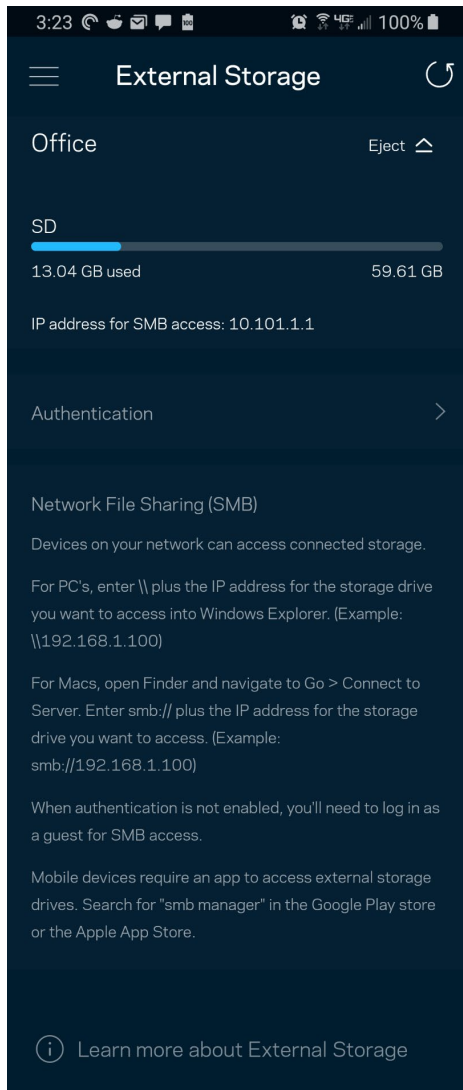 3:23 100 4GE 100%
External Storage
Office Eject
SD
13.04 GB used 59.61 GB
IP address for SMB access: 10.101.1.1
Authentication
Network File Sharing (SMB)
Devices on your network can access connected storage.
For PC's, enter \\ plus the IP address for the storage drive
you want to access into Windows Explorer. (Example:
\\192.168.1.100)
For Macs, open Finder and navigate to Go > Connect to
Server. Enter smb:// plus the IP address for the storage
drive you want to access. (Example:
smb://192.168.1.100)
When authentication is not enabled, you'll need to log in as
a guest for SMB access.
Mobile devices require an app to access external storage
drives. Search for "smb manager" in the Google Play store
or the Apple App Store.
Learn more about External Storage